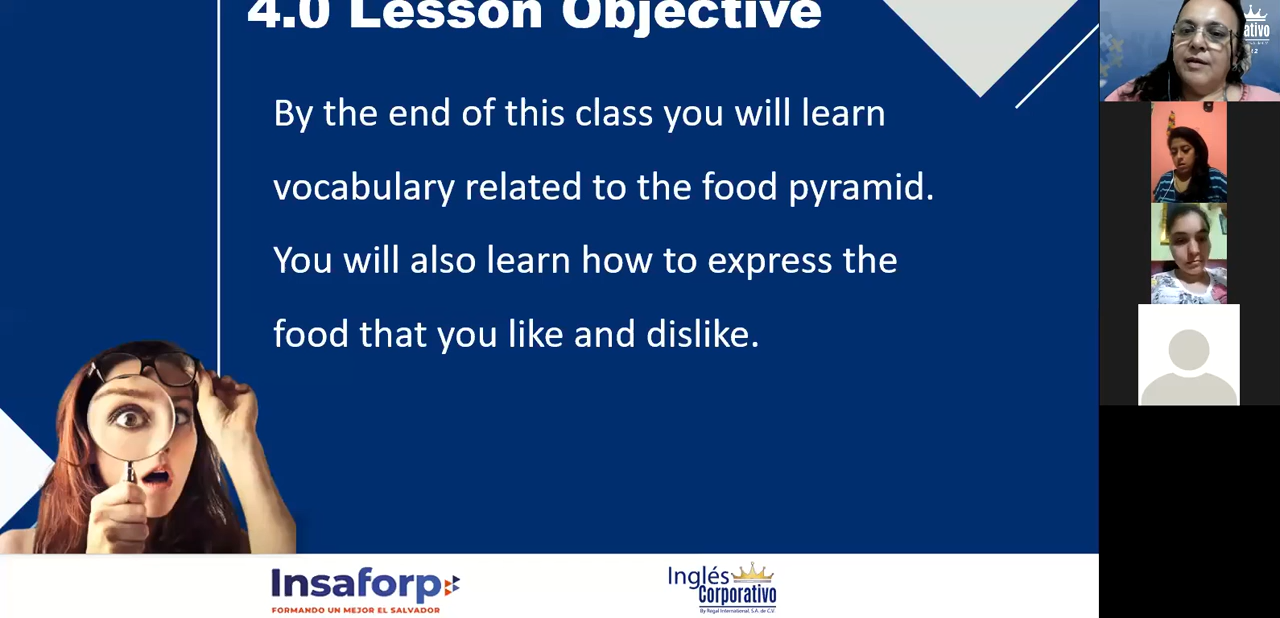 4.0 Lesson Objective
By the end of this class you will learn
vocabulary related to the food pyramid.
You will also learn how to express the
food that you like and dislike.
Insaforp
FORMANDO UN MEJOR EL SALVADOR
Inglés
Corporativo
By Regal International, S.A. de C.V.
ativo